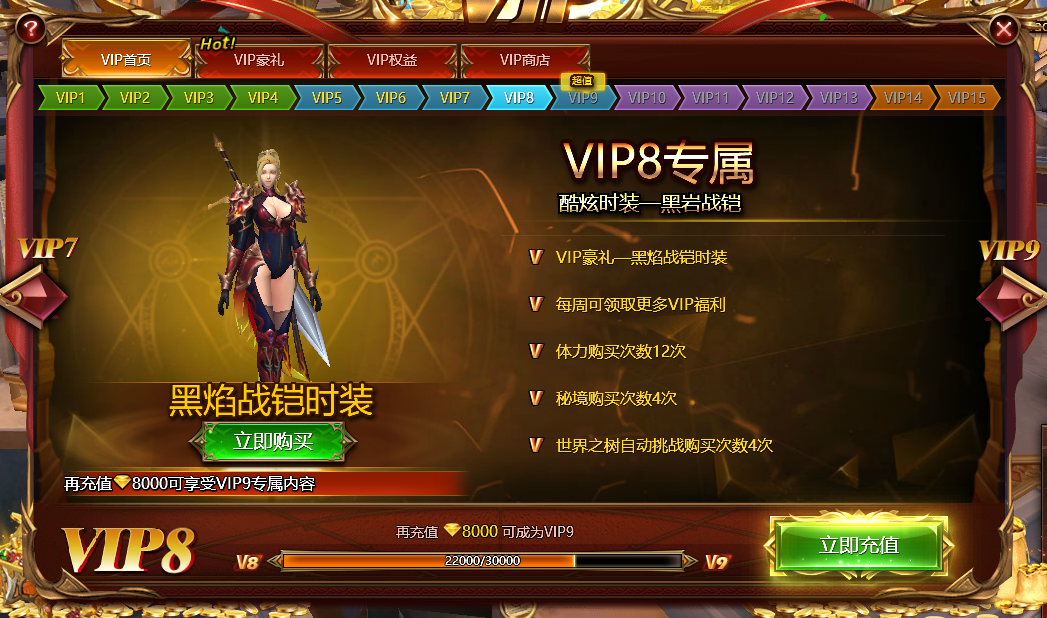 VIP
?
Hot!
VIP首页 VIP豪礼 VIP权益 VIP商店
超值
VIP1 VIP2 VIP3 VIP4 VIP5 VIP6 VIP7 VIP8 VIP9 VIP10 VIP11 VIP12 VIP13 VIP14 VIP15
VIP8专属
酷炫时装—黑岩战铠
VIP7
VIP9
V VIP豪礼—黑焰战铠时装
V 每周可领取更多VIP福利
V 体力购买次数12次
V 秘境购买次数4次
V 世界之树自动挑战购买次数4次
黑焰战铠时装
立即购买
再充值8000可享受VIP9专属内容
VIP8
再充值 8000 可成为VIP9
V8 22000/30000 V9
立即充值